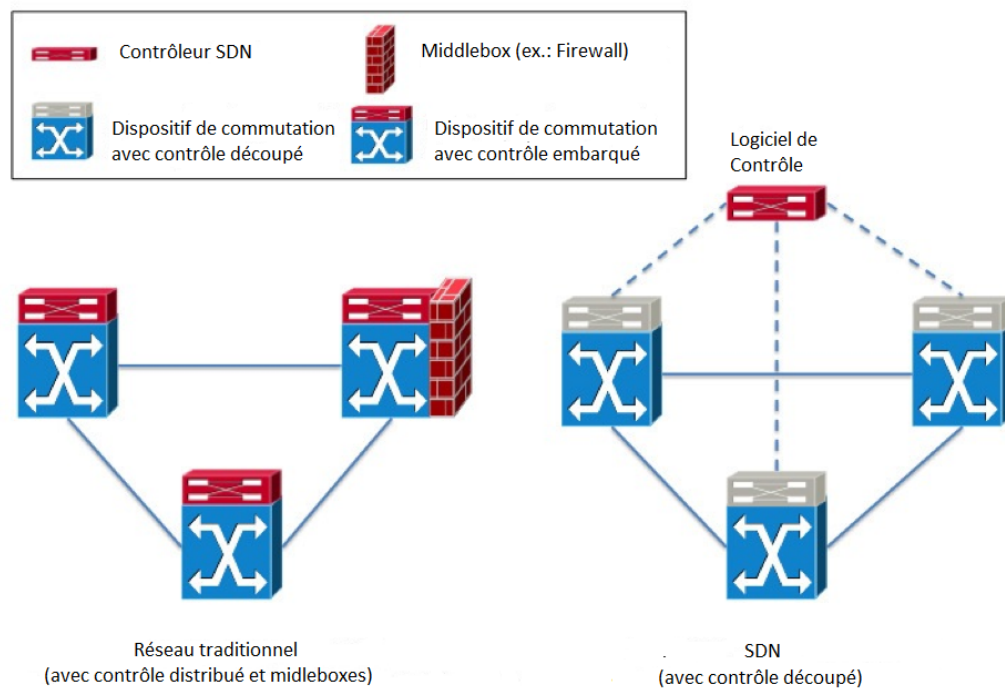 Contrôleur SDN
Middlebox (ex.: Firewall)
Dispositif de commutation
avec contrôle découpé
Dispositif de commutation
avec contrôle embarqué
Logiciel de
Contrôle
Réseau traditionnel
(avec contrôle distribué et midleboxes)
. SDN
(avec contrôle découpé)